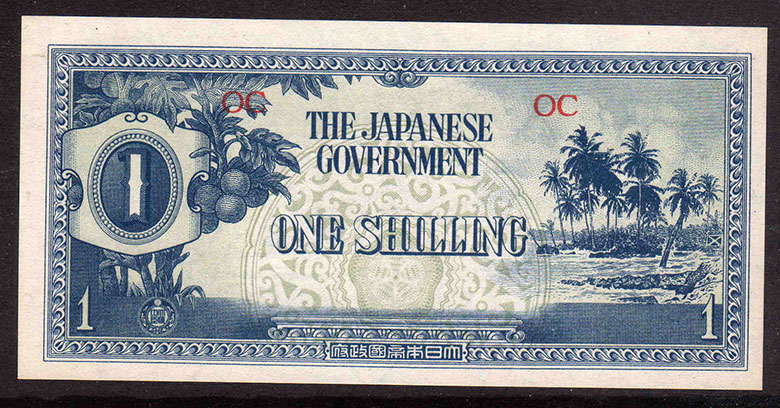 OC OC
THE JAPANESE
GOVERNMENT
1
ONE SHILLING
1 1
府政國帝本日大